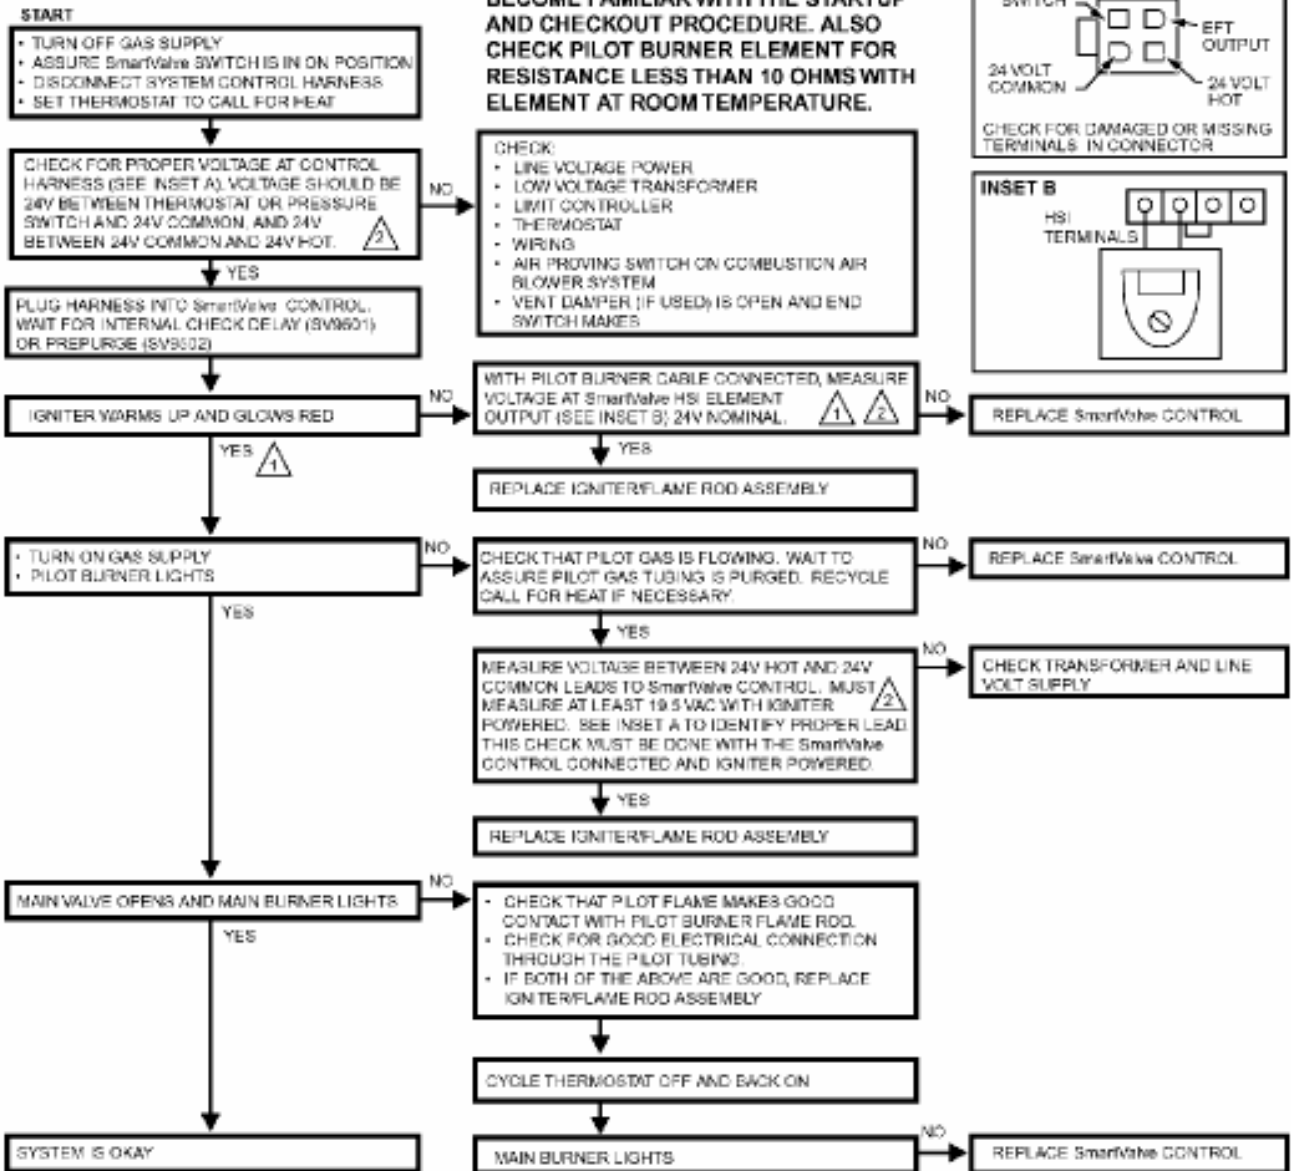 START
• TURN OFF GAS SUPPLY
• ASSURE SmartValve SWITCH IS IN ON POSITION
• DISCONNECT SYSTEM CONTROL HARNESS
• SET THERMOSTAT TO CALL FOR HEAT
BECOME FAMILIAR WITH THE STARTUP
AND CHECKOUT PROCEDURE. ALSO
CHECK PILOT BURNER ELEMENT FOR
RESISTANCE LESS THAN 10 OHMS WITH
ELEMENT AT ROOM TEMPERATURE.
SWITCH
EFT
OUTPUT
24 VOLT
COMMON
24 VOLT
HOT
CHECK FOR DAMAGED OR MISSING
TERMINALS IN CONNECTOR
CHECK FOR PROPER VOLTAGE AT CONTROL
HARNESS (SEE INSET A). VOLTAGE SHOULD BE
24V BETWEEN THERMOSTAT OR PRESSURE
SWITCH AND 24V COMMON, AND 24V
BETWEEN 24V COMMON AND 24V HOT.
2
NO
CHECK:
• LINE VOLTAGE POWER
• LOW VOLTAGE TRANSFORMER
• LIMIT CONTROLLER
• THERMOSTAT
• WIRING
• AIR PROVING SWITCH ON COMBUSTION AIR
BLOWER SYSTEM
• VENT DAMPER (IF USED) IS OPEN AND END
SWITCH MAKES
INSET B
HSI
TERMINALS
YES
PLUG HARNESS INTO SmartValve CONTROL.
WAIT FOR INTERNAL CHECK DELAY (SV9501)
OR PREPURGE (SV9502)
IGNITER WARMS UP AND GLOWS RED
NO
WITH PILOT BURNER CABLE CONNECTED, MEASURE
VOLTAGE AT SmartValve HSI ELEMENT
OUTPUT (SEE INSET B) 24V NOMINAL.
1
2
NO
REPLACE SmartValve CONTROL
YES
1
YES
REPLACE IGNITER/FLAME ROD ASSEMBLY
• TURN ON GAS SUPPLY
• PILOT BURNER LIGHTS
NO
CHECK THAT PILOT GAS IS FLOWING. WAIT TO
ASSURE PILOT GAS TUBING IS PURGED. RECYCLE
CALL FOR HEAT IF NECESSARY.
NO
REPLACE SmartValve CONTROL
YES
YES
MEASURE VOLTAGE BETWEEN 24V HOT AND 24V
COMMON LEADS TO SmartValve CONTROL. MUST
MEASURE AT LEAST 19.5 VAC WITH IGNITER
POWERED. SEE INSET A TO IDENTIFY PROPER LEAD
THIS CHECK MUST BE DONE WITH THE SmartValve
CONTROL CONNECTED AND IGNITER POWERED.
2
NO
CHECK TRANSFORMER AND LINE
VOLT SUPPLY
YES
REPLACE IGNITER/FLAME ROD ASSEMBLY
MAIN VALVE OPENS AND MAIN BURNER LIGHTS
NO
• CHECK THAT PILOT FLAME MAKES GOOD
CONTACT WITH PILOT BURNER FLAME ROD.
• CHECK FOR GOOD ELECTRICAL CONNECTION
THROUGH THE PILOT TUBING.
• IF BOTH OF THE ABOVE ARE GOOD, REPLACE
IGNITER/FLAME ROD ASSEMBLY
YES
CYCLE THERMOSTAT OFF AND BACK ON
SYSTEM IS OKAY
MAIN BURNER LIGHTS
NO
REPLACE SmartValve CONTROL